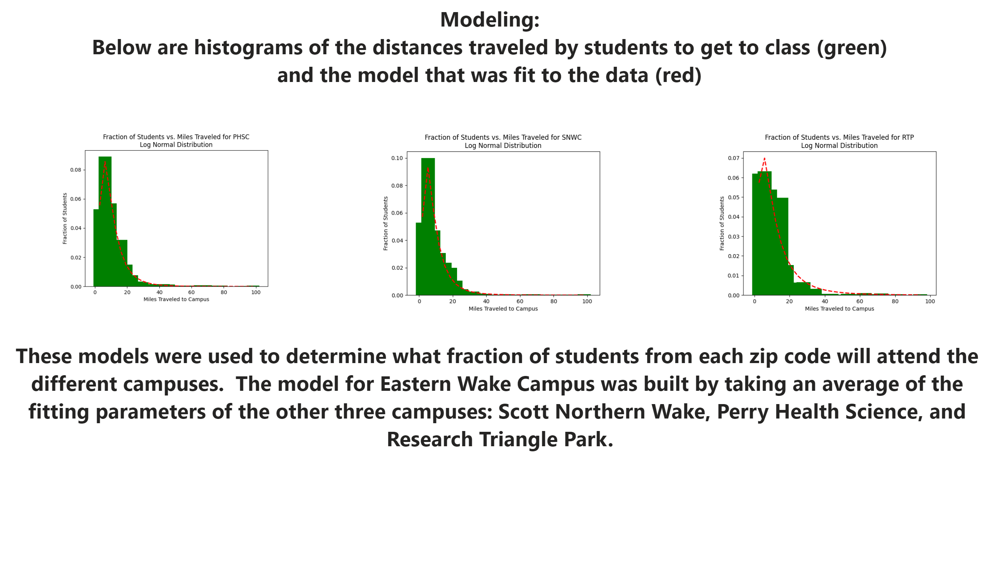 Modeling:
Below are histograms of the distances traveled by students to get to class (green)
and the model that was fit to the data (red)
Fraction of Students vs. Miles Traveled for PHSC
Log Normal Distribution
Fraction of Students
0.08
0.06
0.04
0.02
0.00
0 20 40 60 80 100
Miles Traveled to Campus
Fraction of Students vs. Miles Traveled for SNWC
Log Normal Distribution
Fraction of Students
0.10
0.08
0.06
0.04
0.02
0.00
0 20 40 60 80 100
Miles Traveled to Campus
Fraction of Students vs. Miles Traveled for RTP
Log Normal Distribution
Fraction of Students
0.07
0.06
0.05
0.04
0.03
0.02
0.01
0.00
0 20 40 60 80 100
Miles Traveled to Campus
These models were used to determine what fraction of students from each zip code will attend the
different campuses.  The model for Eastern Wake Campus was built by taking an average of the
fitting parameters of the other three campuses: Scott Northern Wake, Perry Health Science, and
Research Triangle Park.